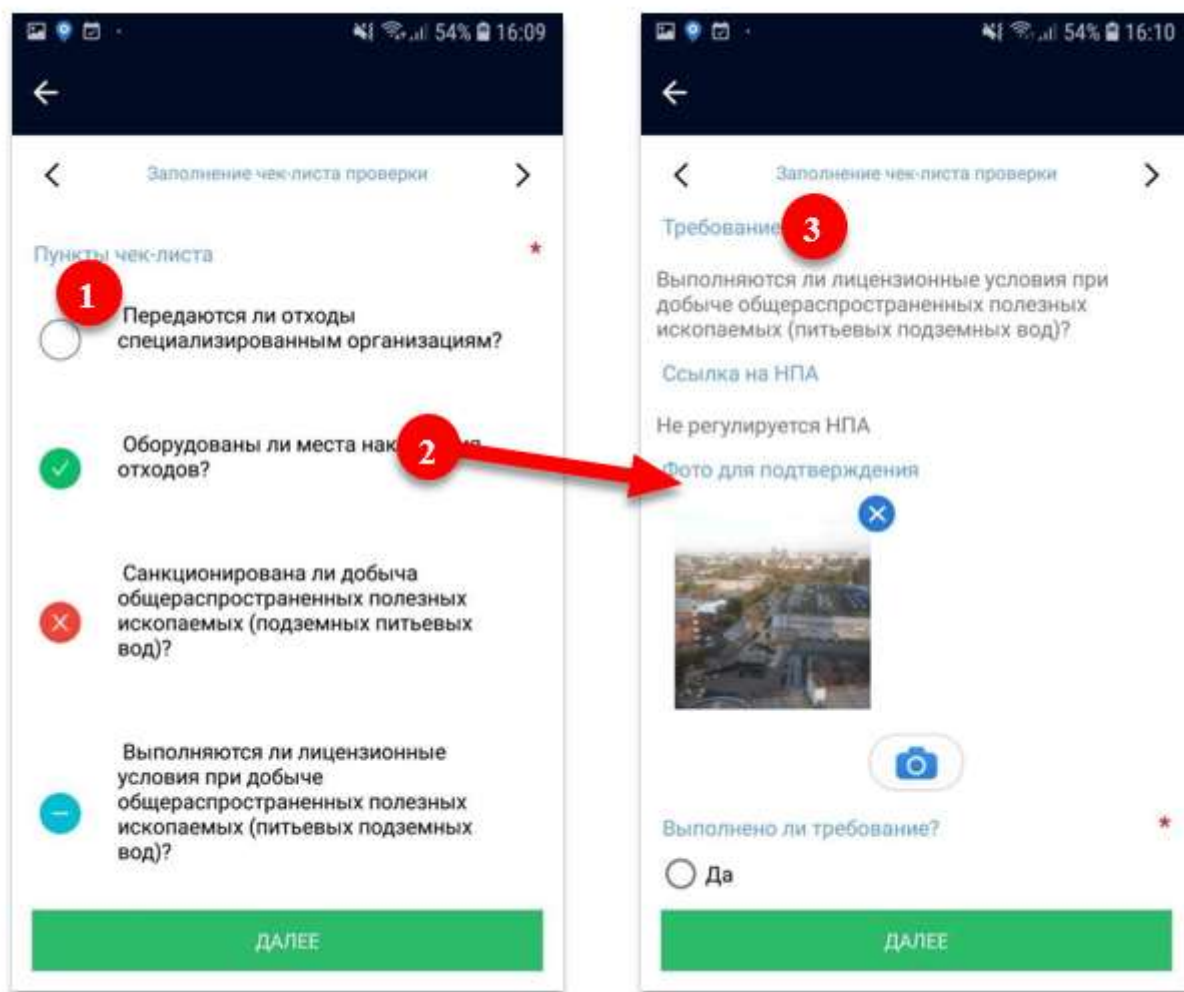 54% 16:09
Заполнение чек-листа проверки
Пункты чек-листа *
1
Передаются ли отходы
специализированным организациям?
Оборудованы ли места
отходов?
2
Санкционирована ли добыча
общераспространенных полезных
ископаемых (подземных питьевых
вод)?
Выполняются ли лицензионные
условия при добыче
общераспространенных полезных
ископаемых (питьевых подземных
вод)?
ДАЛЕЕ
54% 16:10
Заполнение чек-листа проверки
Требование
3
Выполняются ли лицензионные условия при
добыче общераспространенных полезных
ископаемых (питьевых подземных вод)?
Ссылка на НПА
Не регулируется НПА
Фото для подтверждения
Выполнено ли требование? *
Да
ДАЛЕЕ